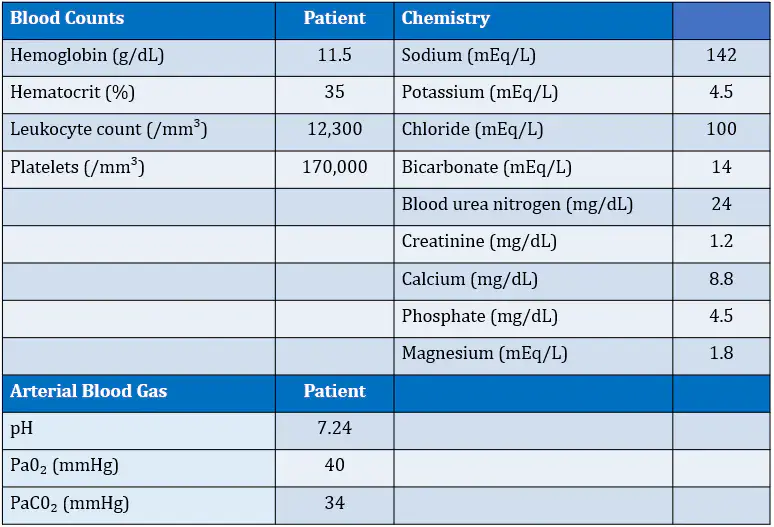 Blood Counts Patient Chemistry
Hemoglobin (g/dL) 11.5 Sodium (mEq/L) 142
Hematocrit (%) 35 Potassium (mEq/L) 4.5
Leukocyte count (/mm³) 12,300 Chloride (mEq/L) 100
Platelets (/mm³) 170,000 Bicarbonate (mEq/L) 14
Blood urea nitrogen (mg/dL) 24
Creatinine (mg/dL) 1.2
Calcium (mg/dL) 8.8
Phosphate (mg/dL) 4.5
Magnesium (mEq/L) 1.8
Arterial Blood Gas Patient
pH 7.24
Pa0₂ (mmHg) 40
PaC0₂ (mmHg) 34